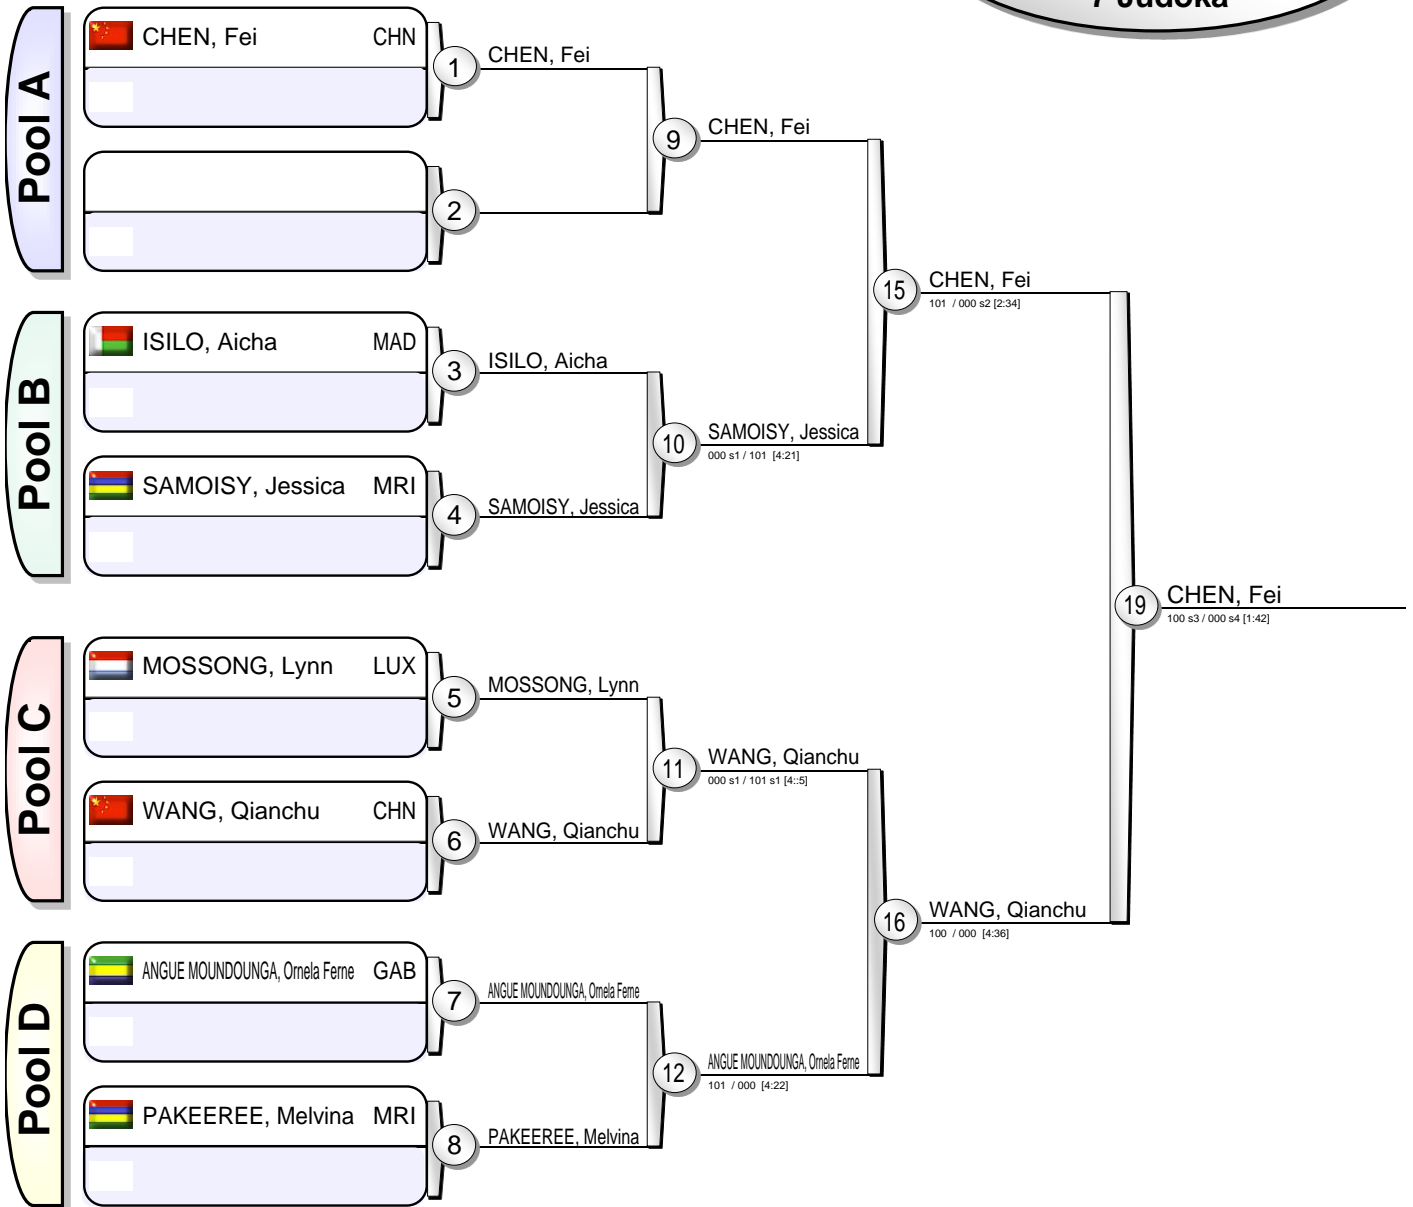 7 Judoka
Pool A
CHEN, Fei CHN
1
CHEN, Fei
2
9
CHEN, Fei
Pool B
ISILO, Aicha MAD
3
ISILO, Aicha
SAMOISY, Jessica MRI
4
SAMOISY, Jessica
10
SAMOISY, Jessica
000 s1 / 101 [4:21]
15
CHEN, Fei
101 / 000 s2 [2:34]
Pool C
MOSSONG, Lynn LUX
5
MOSSONG, Lynn
WANG, Qianchu CHN
6
WANG, Qianchu
11
WANG, Qianchu
000 s1 / 101 s1 [4::5]
Pool D
ANGUE MOUNDOUNGA, Ornela Ferne GAB
7
ANGUE MOUNDOUNGA, Ornela Ferne
PAKEEREE, Melvina MRI
8
PAKEEREE, Melvina
12
ANGUE MOUNDOUNGA, Ornela Ferne
101 / 000 [4:22]
16
WANG, Qianchu
100 / 000 [4:36]
19
CHEN, Fei
100 s3 / 000 s4 [1:42]